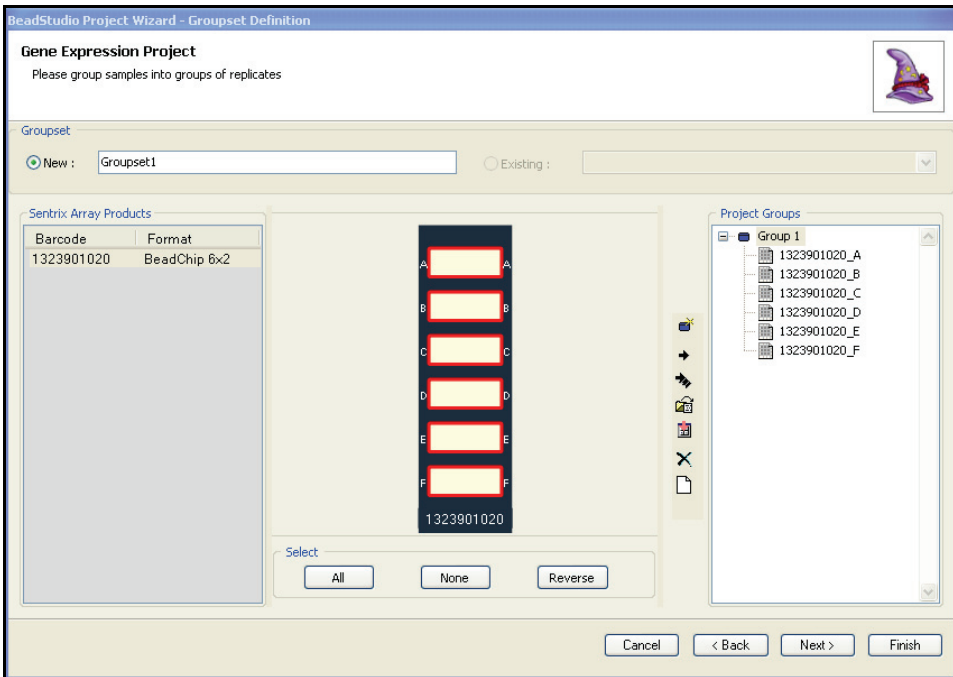 BeadStudio Project Wizard - Groupset Definition
Gene Expression Project
Please group samples into groups of replicates
Groupset
New :
Groupset1
Existing :
Sentrix Array Products
Barcode Format
1323901020 BeadChip 6x2
A A
B B
C C
D D
E E
F F
1323901020
Select
All None Reverse
Project Groups
Group 1
1323901020_A
1323901020_B
1323901020_C
1323901020_D
1323901020_E
1323901020_F
Cancel < Back Next > Finish